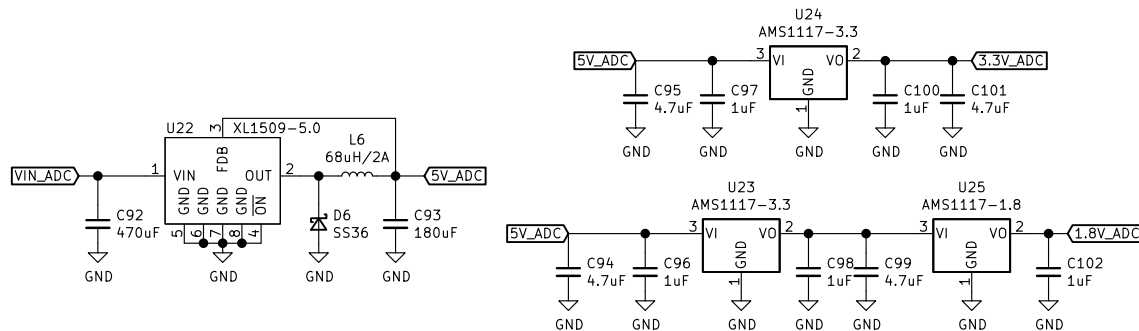 U24
AMS1117-3.3
5V_ADC
3
VI
VO
2
3.3V_ADC
GND
1
C95
4.7uF
C97
1uF
C100
1uF
C101
4.7uF
GND
GND
GND
GND
GND
U22
3
XL1509-5.0
L6
68uH/2A
FDB
VIN_ADC
1
VIN
OUT
2
5V_ADC
GND
GND
GND
GND
ON
5
6
7
8
4
C92
470uF
D6
SS36
C93
180uF
GND
GND
GND
GND
U23
AMS1117-3.3
U25
AMS1117-1.8
5V_ADC
3
VI
VO
2
3
VI
VO
2
1.8V_ADC
GND
1
GND
1
C94
4.7uF
C96
1uF
C98
1uF
C99
4.7uF
C102
1uF
GND
GND
GND
GND
GND
GND
GND